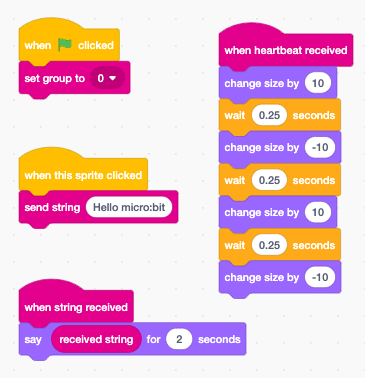 when clicked
set group to 0
when this sprite clicked
send string Hello micro:bit
when string received
say received string for 2 seconds
when heartbeat received
change size by 10
wait 0.25 seconds
change size by -10
wait 0.25 seconds
change size by 10
wait 0.25 seconds
change size by -10